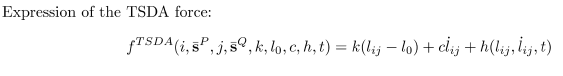 Expression of the TSDA force:
f^{TSDA}(i, s̄^P, j, s̄^Q, k, l_0, c, h, t) = k(l_{ij} − l_0) + c l̇_{ij} + h(l_{ij}, l̇_{ij}, t)